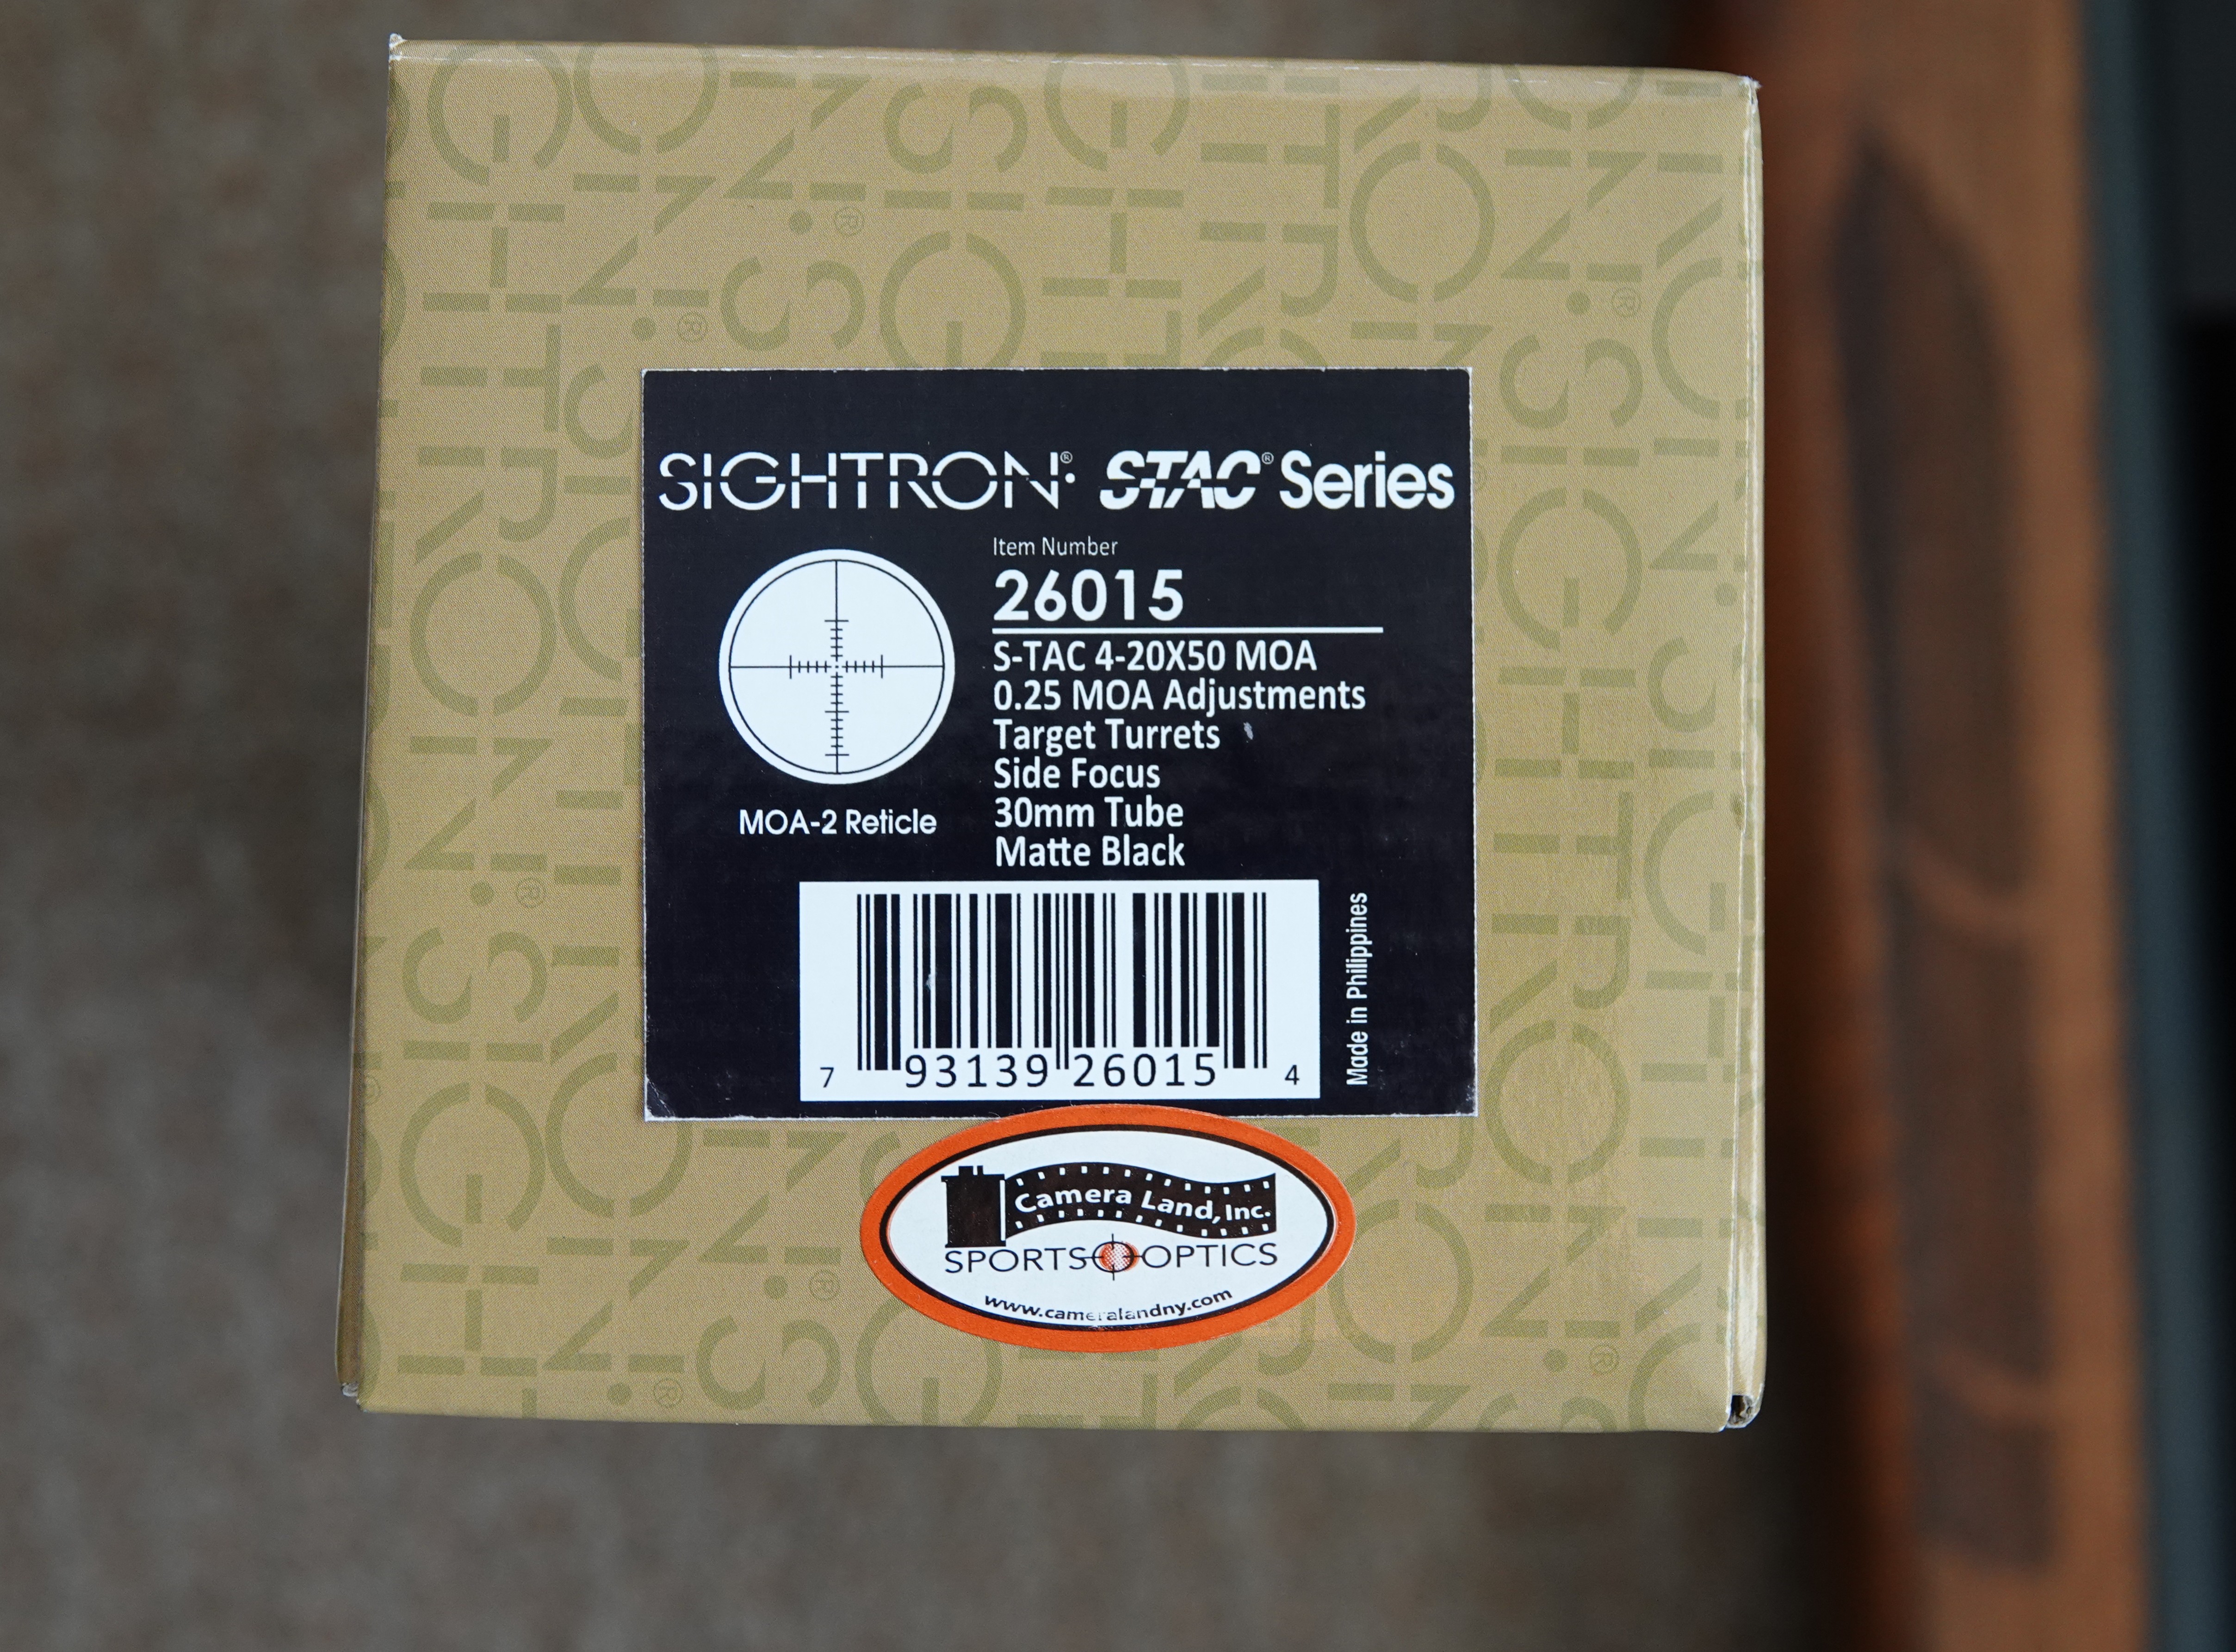 SIGHTRON® S-TAC® Series
Item Number
26015
S-TAC 4-20X50 MOA
0.25 MOA Adjustments
Target Turrets
Side Focus
30mm Tube
Matte Black
MOA-2 Reticle
7 93139 26015 4
Made in Philippines
Camera Land, Inc.
SPORTS OPTICS
www.cameralandny.com